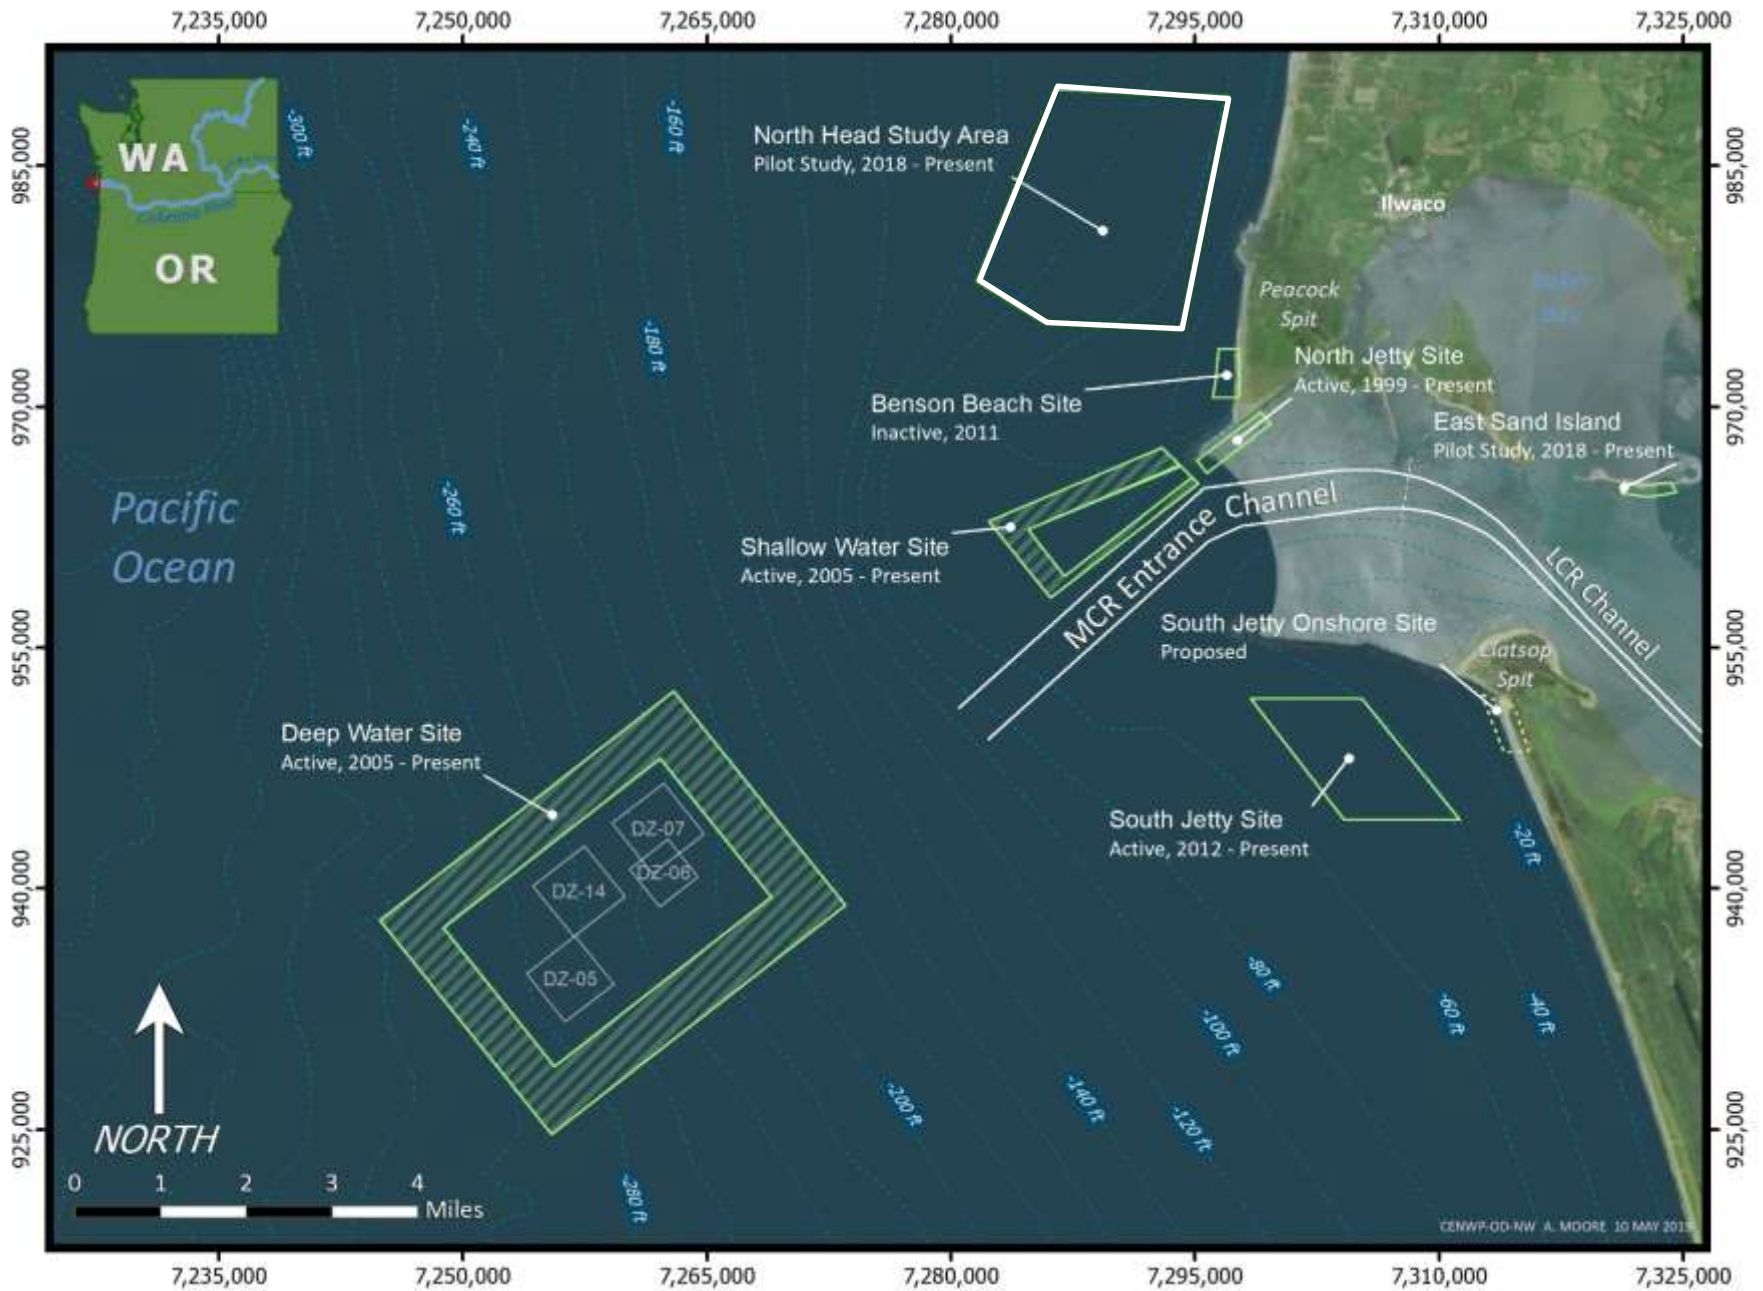 7,235,000 7,250,000 7,265,000 7,280,000 7,295,000 7,310,000 7,325,000
985,000
970,000
955,000
940,000
925,000
WA
OR
-300 ft
-240 ft
-160 ft
North Head Study Area
Pilot Study, 2018 - Present
Ilwaco
Peacock
Spit
-180 ft
North Jetty Site
Active, 1999 - Present
Benson Beach Site
Inactive, 2011
East Sand Island
Pilot Study, 2018 - Present
Pacific
Ocean
-260 ft
MCR Entrance Channel
Shallow Water Site
Active, 2005 - Present
LCR Channel
South Jetty Onshore Site
Proposed
Clatsop
Spit
Deep Water Site
Active, 2005 - Present
DZ-07
DZ-06
DZ-14
DZ-05
South Jetty Site
Active, 2012 - Present
-20 ft
-80 ft
-100 ft
-60 ft
-40 ft
-200 ft
-140 ft
-120 ft
-280 ft
NORTH
0 1 2 3 4
Miles
CENWP-OD-NW A. MOORE 10 MAY 2019
985,000
970,000
955,000
940,000
925,000
7,235,000 7,250,000 7,265,000 7,280,000 7,295,000 7,310,000 7,325,000